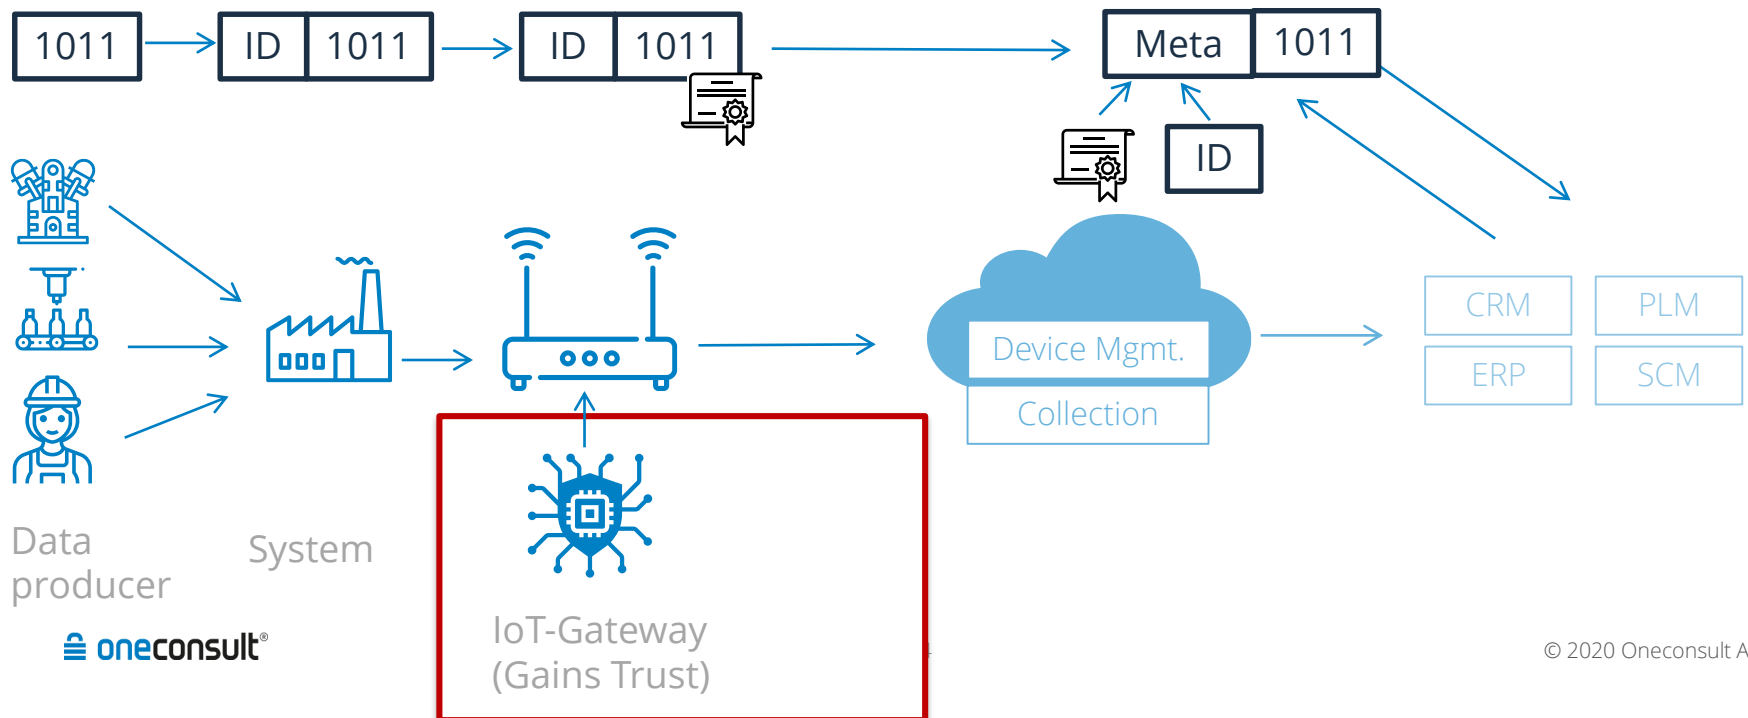 1011
ID 1011
ID 1011
Meta 1011
ID
CRM PLM
Device Mgmt.
ERP SCM
Collection
Data
producer
System
IoT-Gateway
(Gains Trust)
oneconsult®
© 2020 Oneconsult A